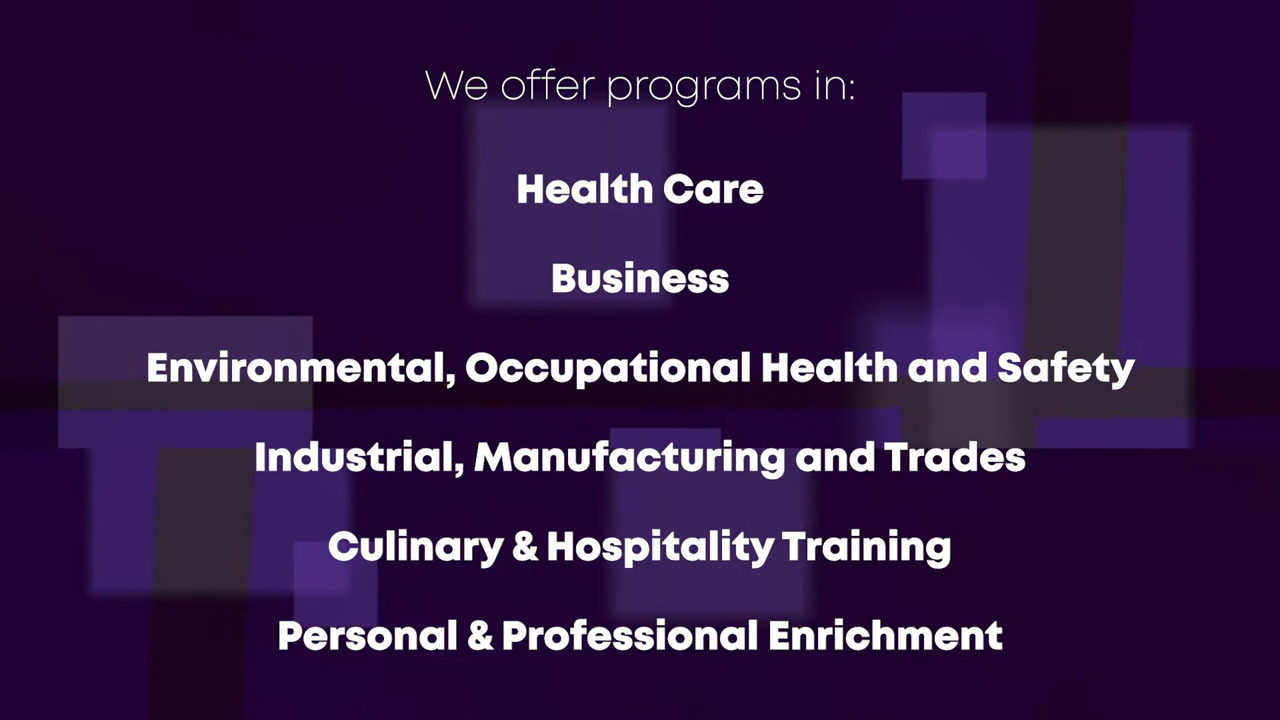 We offer programs in:
Health Care
Business
Environmental, Occupational Health and Safety
Industrial, Manufacturing and Trades
Culinary & Hospitality Training
Personal & Professional Enrichment